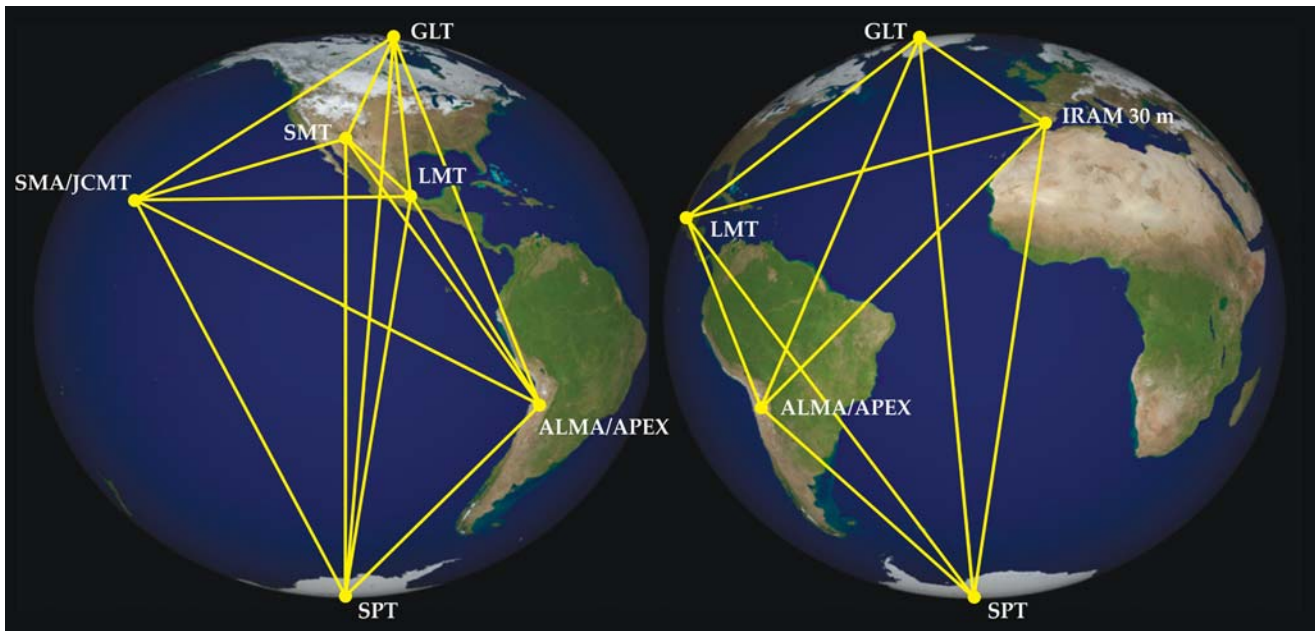 GLT
SMT
SMA/JCMT
LMT
ALMA/APEX
SPT
GLT
IRAM 30 m
LMT
ALMA/APEX
SPT